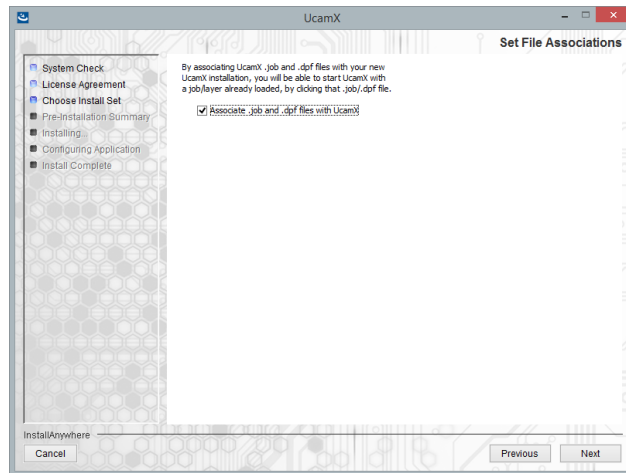 UcamX
Set File Associations
System Check
License Agreement
Choose Install Set
Pre-Installation Summary
Installing...
Configuring Application
Install Complete
By associating UcamX .job and .dpf files with your new
UcamX installation, you will be able to start UcamX with
a job/layer already loaded, by clicking that .job/.dpf file.
Associate .job and .dpf files with UcamX
InstallAnywhere
Cancel
Previous
Next